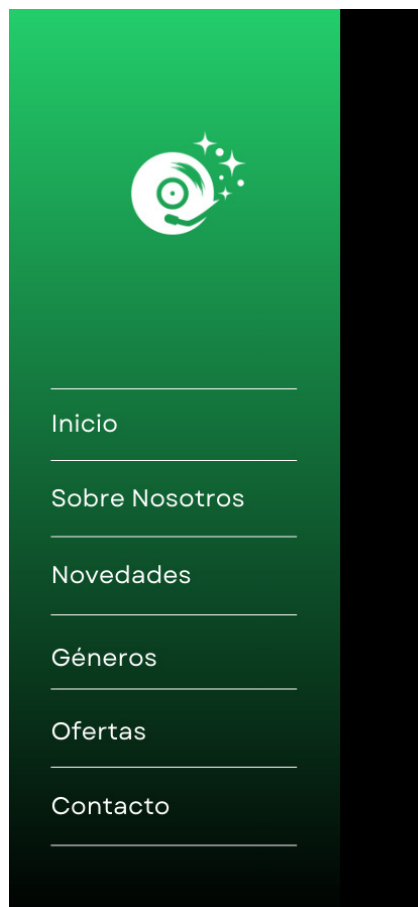 Inicio
Sobre Nosotros
Novedades
Géneros
Ofertas
Contacto